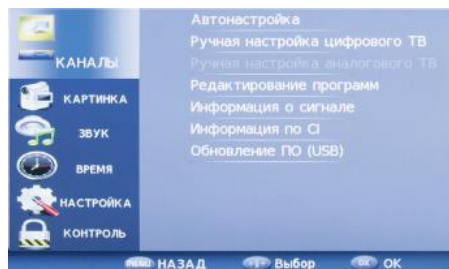 Автонастройка
Ручная настройка цифрового ТВ
Ручная настройка аналогового ТВ
Редактирование программ
Информация о сигнале
Информация по CI
Обновление ПО (USB)
КАНАЛЫ
КАРТИНКА
ЗВУК
ВРЕМЯ
НАСТРОЙКА
КОНТРОЛЬ
MENU НАЗАД Выбор OK ОК